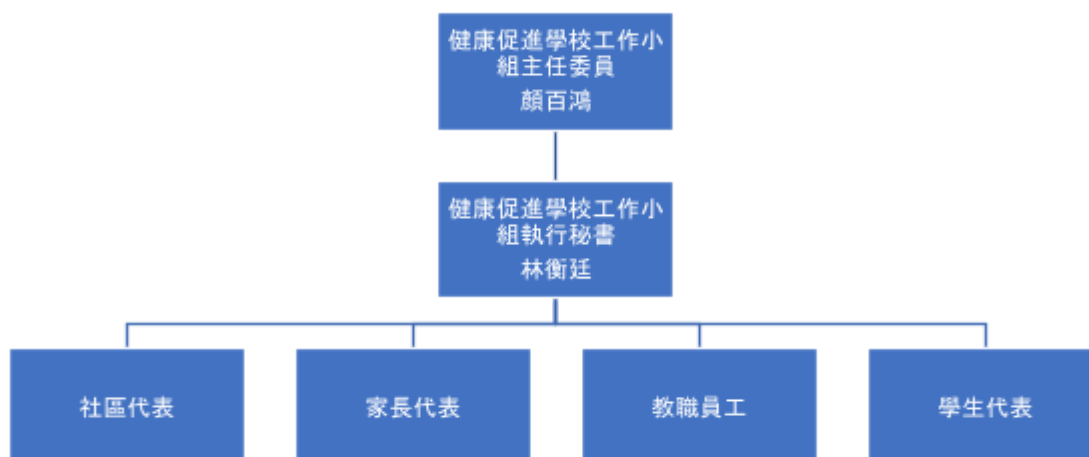 健康促進學校工作小
組主任委員
顏百鴻
健康促進學校工作小
組執行秘書
林衡廷
社區代表
家長代表
教職員工
學生代表